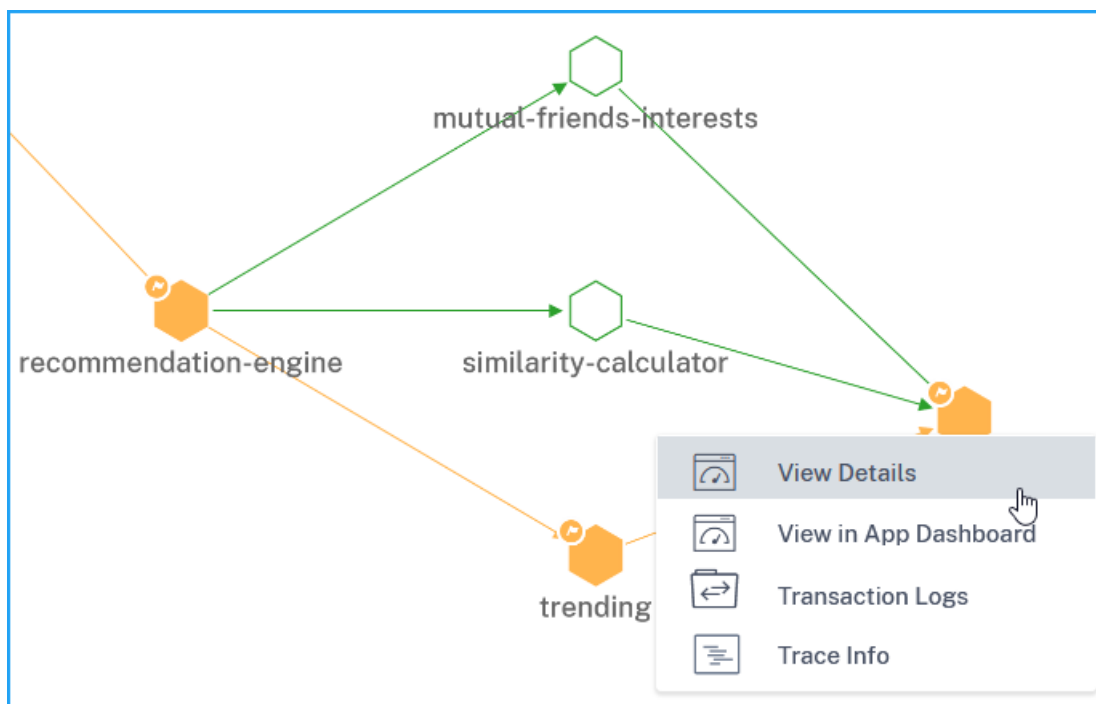 mutual-friends-interests
recommendation-engine
similarity-calculator
View Details
View in App Dashboard
trending
Transaction Logs
Trace Info